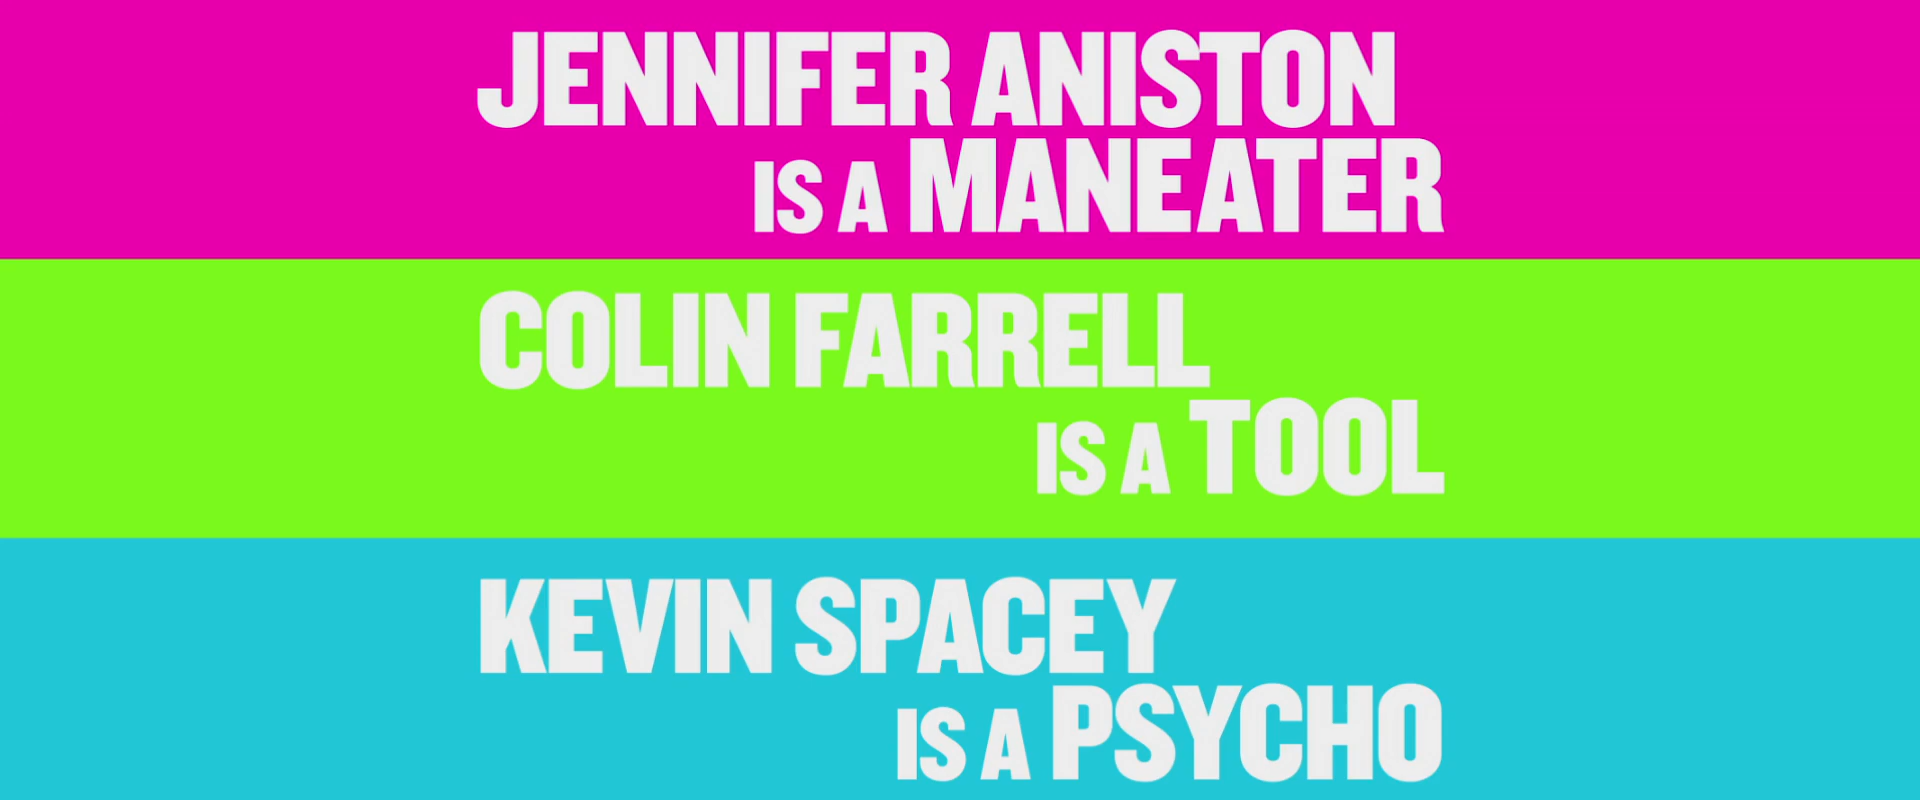 JENNIFER ANISTON
IS A MANEATER
COLIN FARRELL
IS A TOOL
KEVIN SPACEY
IS A PSYCHO